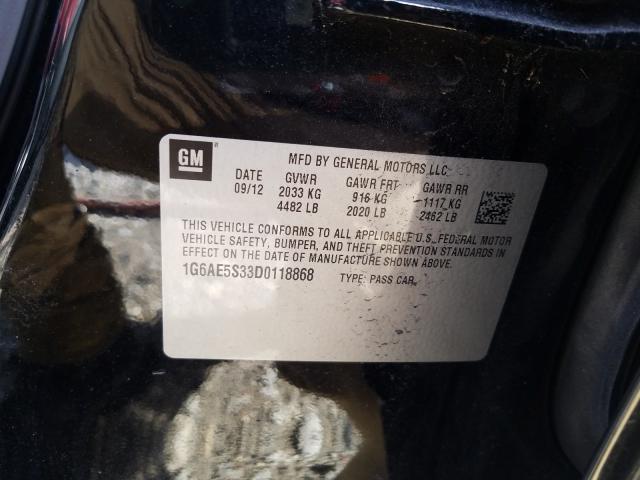 GM
MFD BY GENERAL MOTORS LLC
DATE GVWR GAWR FRT GAWR RR
09/12 2033 KG 916 KG 1117 KG
4482 LB 2020 LB 2462 LB
THIS VEHICLE CONFORMS TO ALL APPLICABLE U.S. FEDERAL MOTOR
VEHICLE SAFETY, BUMPER, AND THEFT PREVENTION STANDARDS IN
EFFECT ON THE DATE OF MANUFACTURE SHOWN ABOVE.
1G6AE5S33D0118868 TYPE: PASS CAR